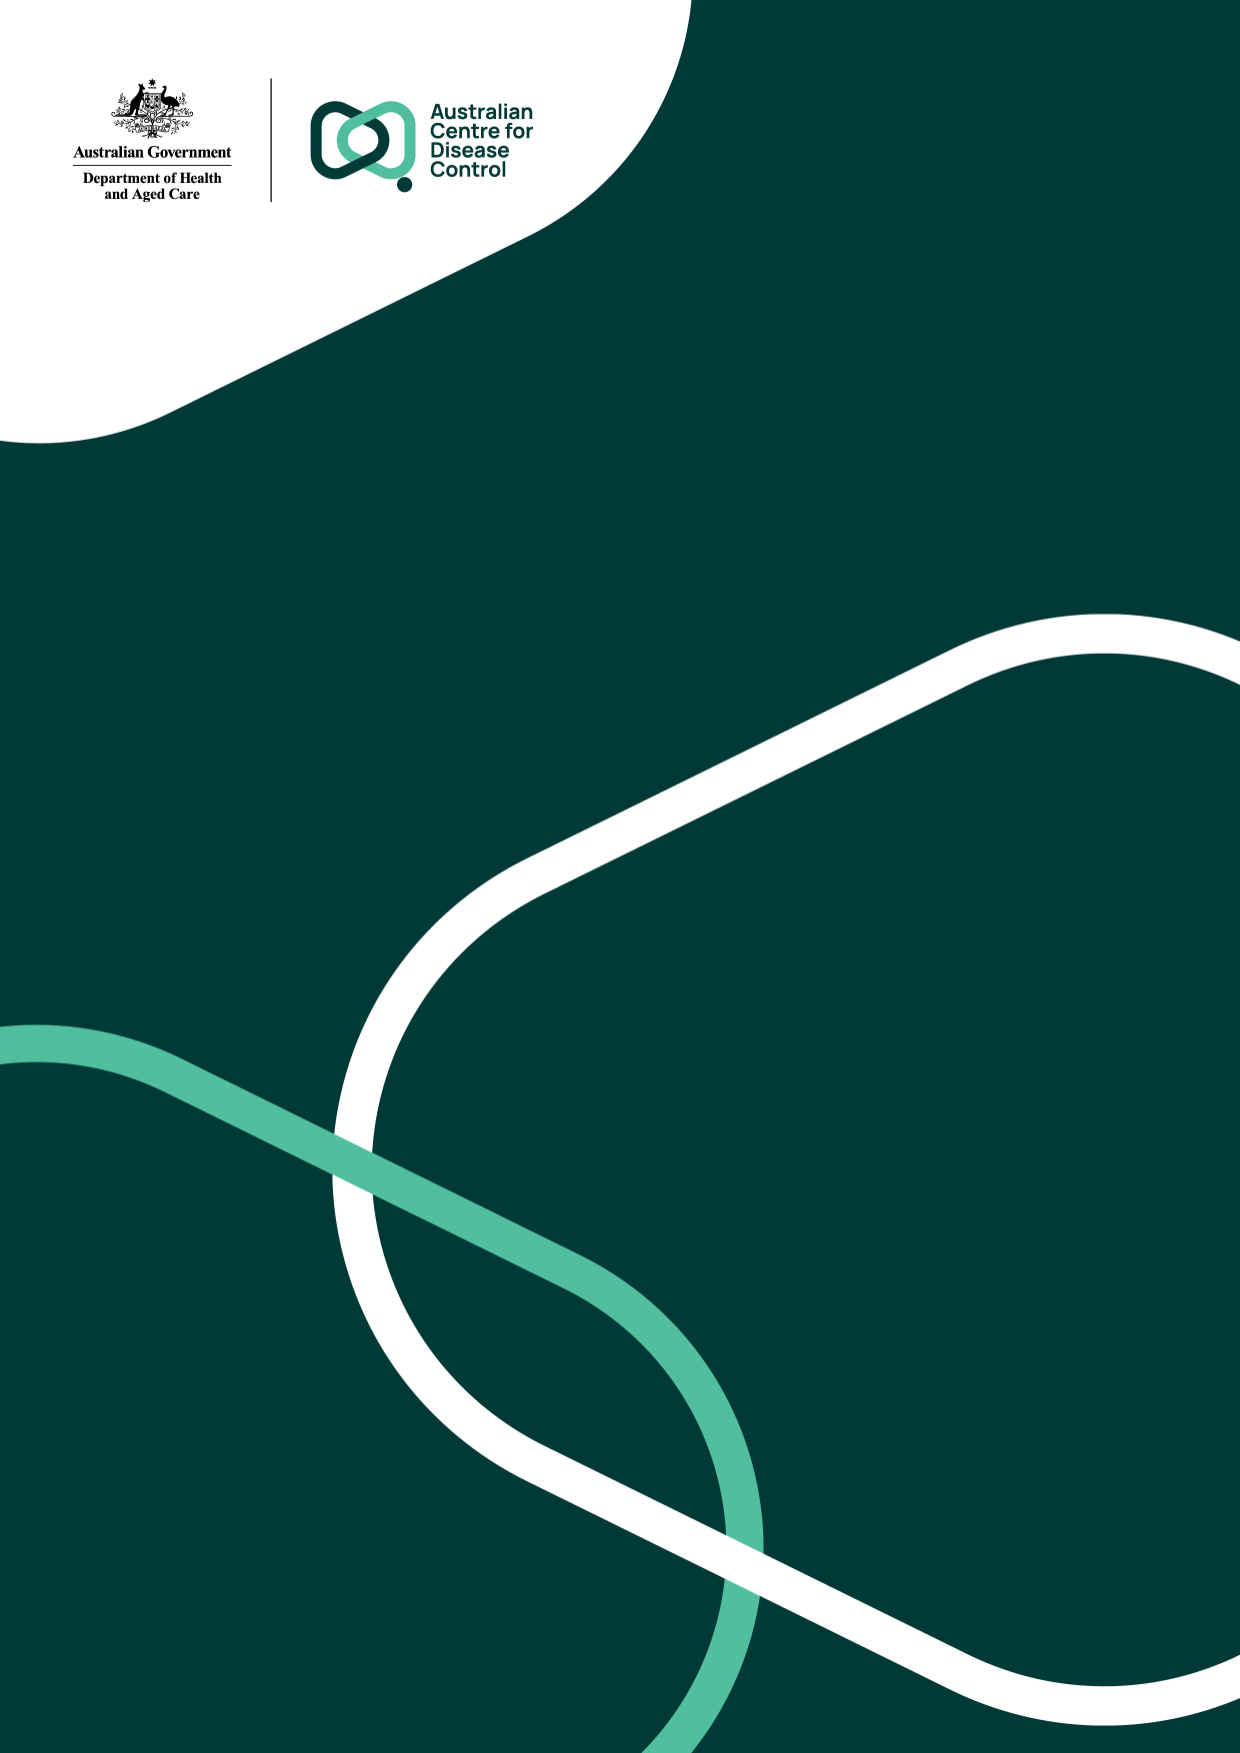 Australian Government
Department of Health
and Aged Care
Australian
Centre for
Disease
Control